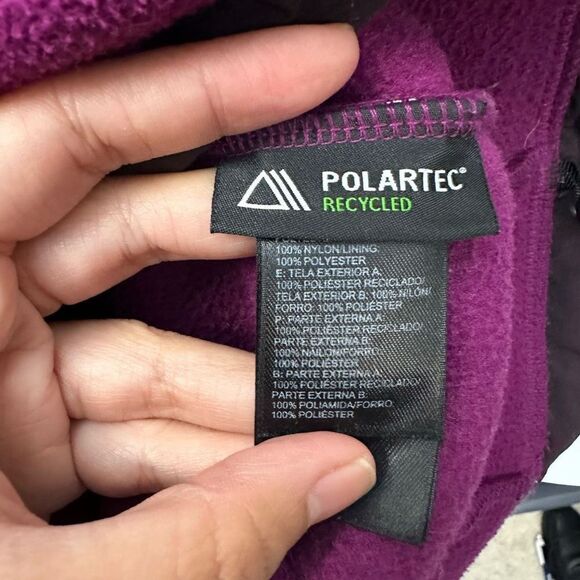 POLARTEC®
RECYCLED
100% NYLON/LINING:
100% POLYESTER
E: TELA EXTERIOR A:
100% POLIÉSTER RECICLADO/
TELA EXTERIOR B: 100% NILÓN/
FORRO: 100% POLIÉSTER
P: PARTE EXTERNA A:
100% POLIÉSTER RECICLADO/
PARTE EXTERNA B:
100% NAILON/FORRO:
100% POLIÉSTER
B: PARTE EXTERNA A:
100% POLIÉSTER RECICLADO/
PARTE EXTERNA B:
100% POLIAMIDA/FORRO:
100% POLIÉSTER